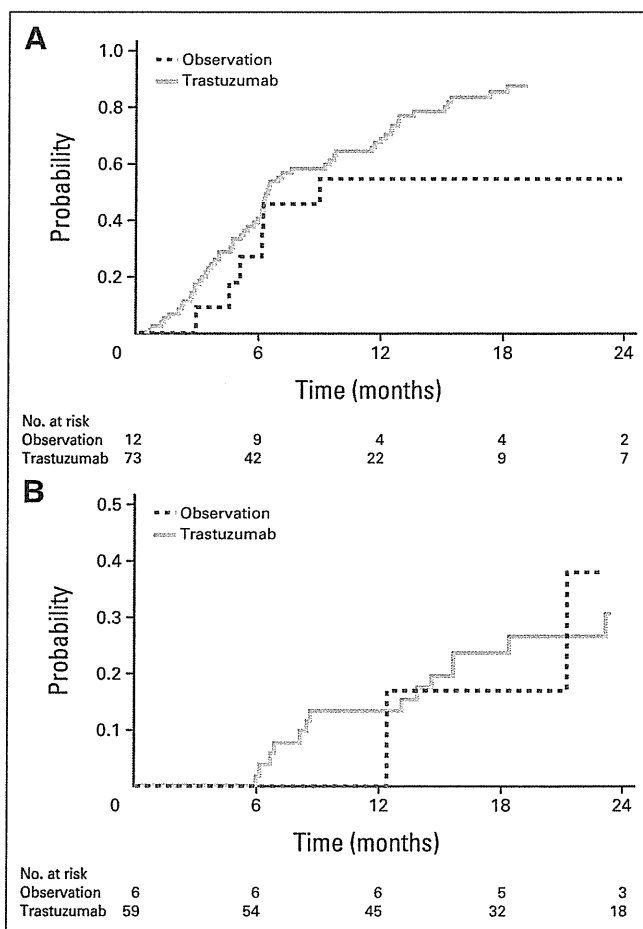 A
Observation
Trastuzumab
1.0
0.8
0.6
0.4
0.2
0
6
12
18
24
Probability
Time (months)
No. at risk
Observation 12 9 4 4 2
Trastuzumab 73 42 22 9 7
B
Observation
Trastuzumab
0.5
0.4
0.3
0.2
0.1
0
6
12
18
24
Probability
Time (months)
No. at risk
Observation 6 6 6 5 3
Trastuzumab 59 54 45 32 18